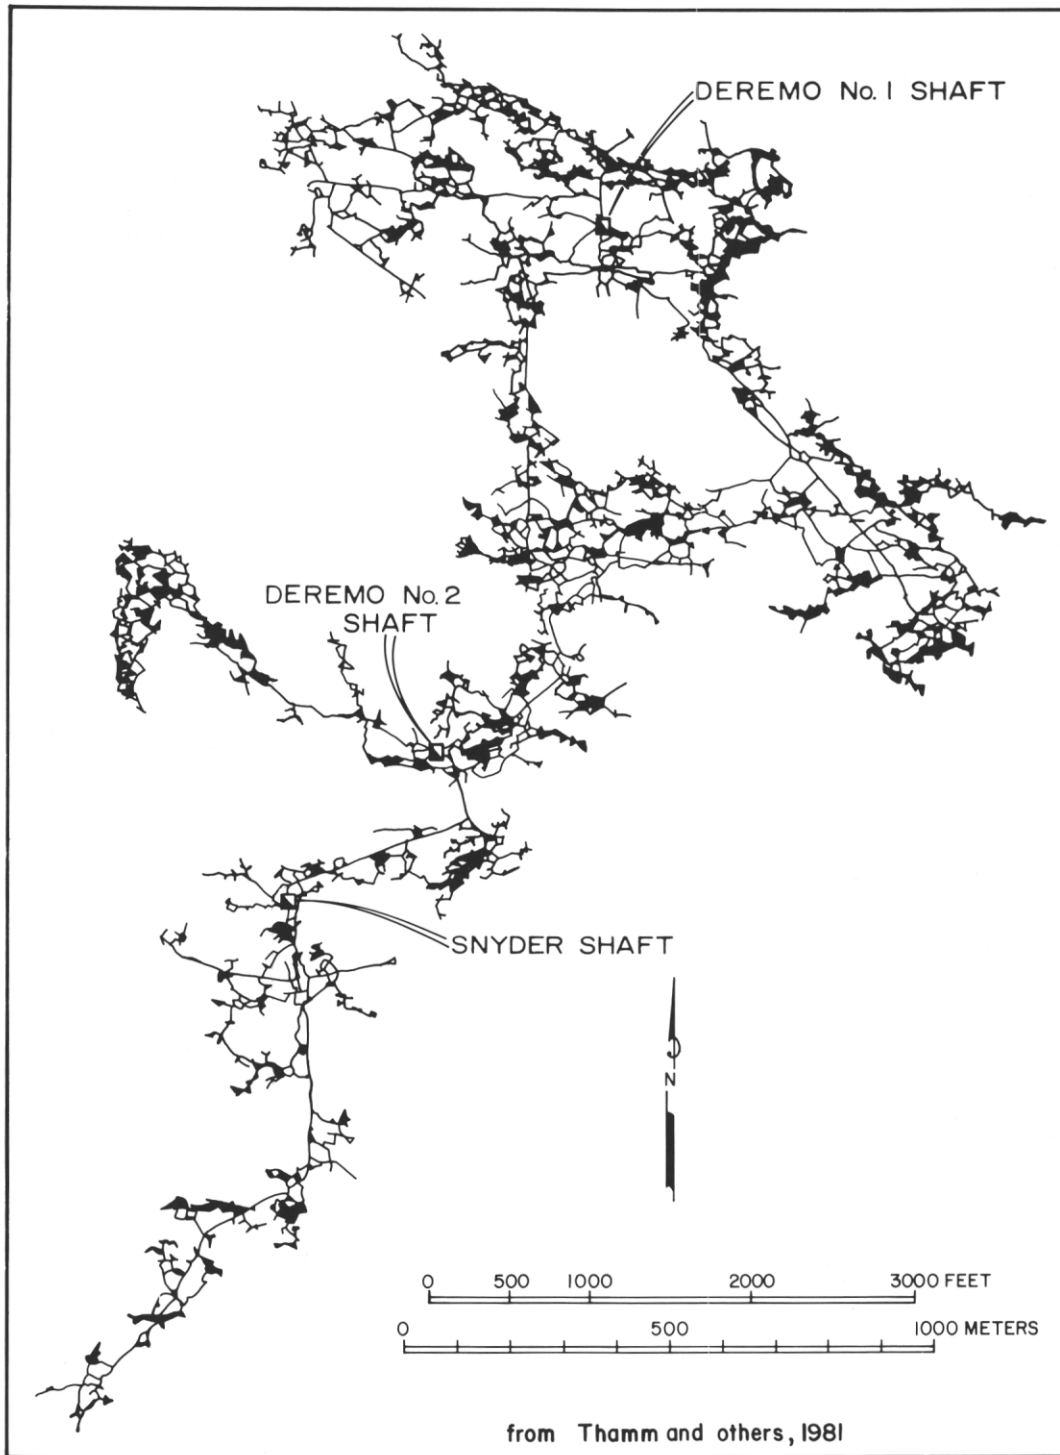 DEREMO No. 1 SHAFT
DEREMO No. 2
SHAFT
SNYDER SHAFT
N
0 500 1000 2000 3000 FEET
0 500 1000 METERS
from Thamm and others, 1981